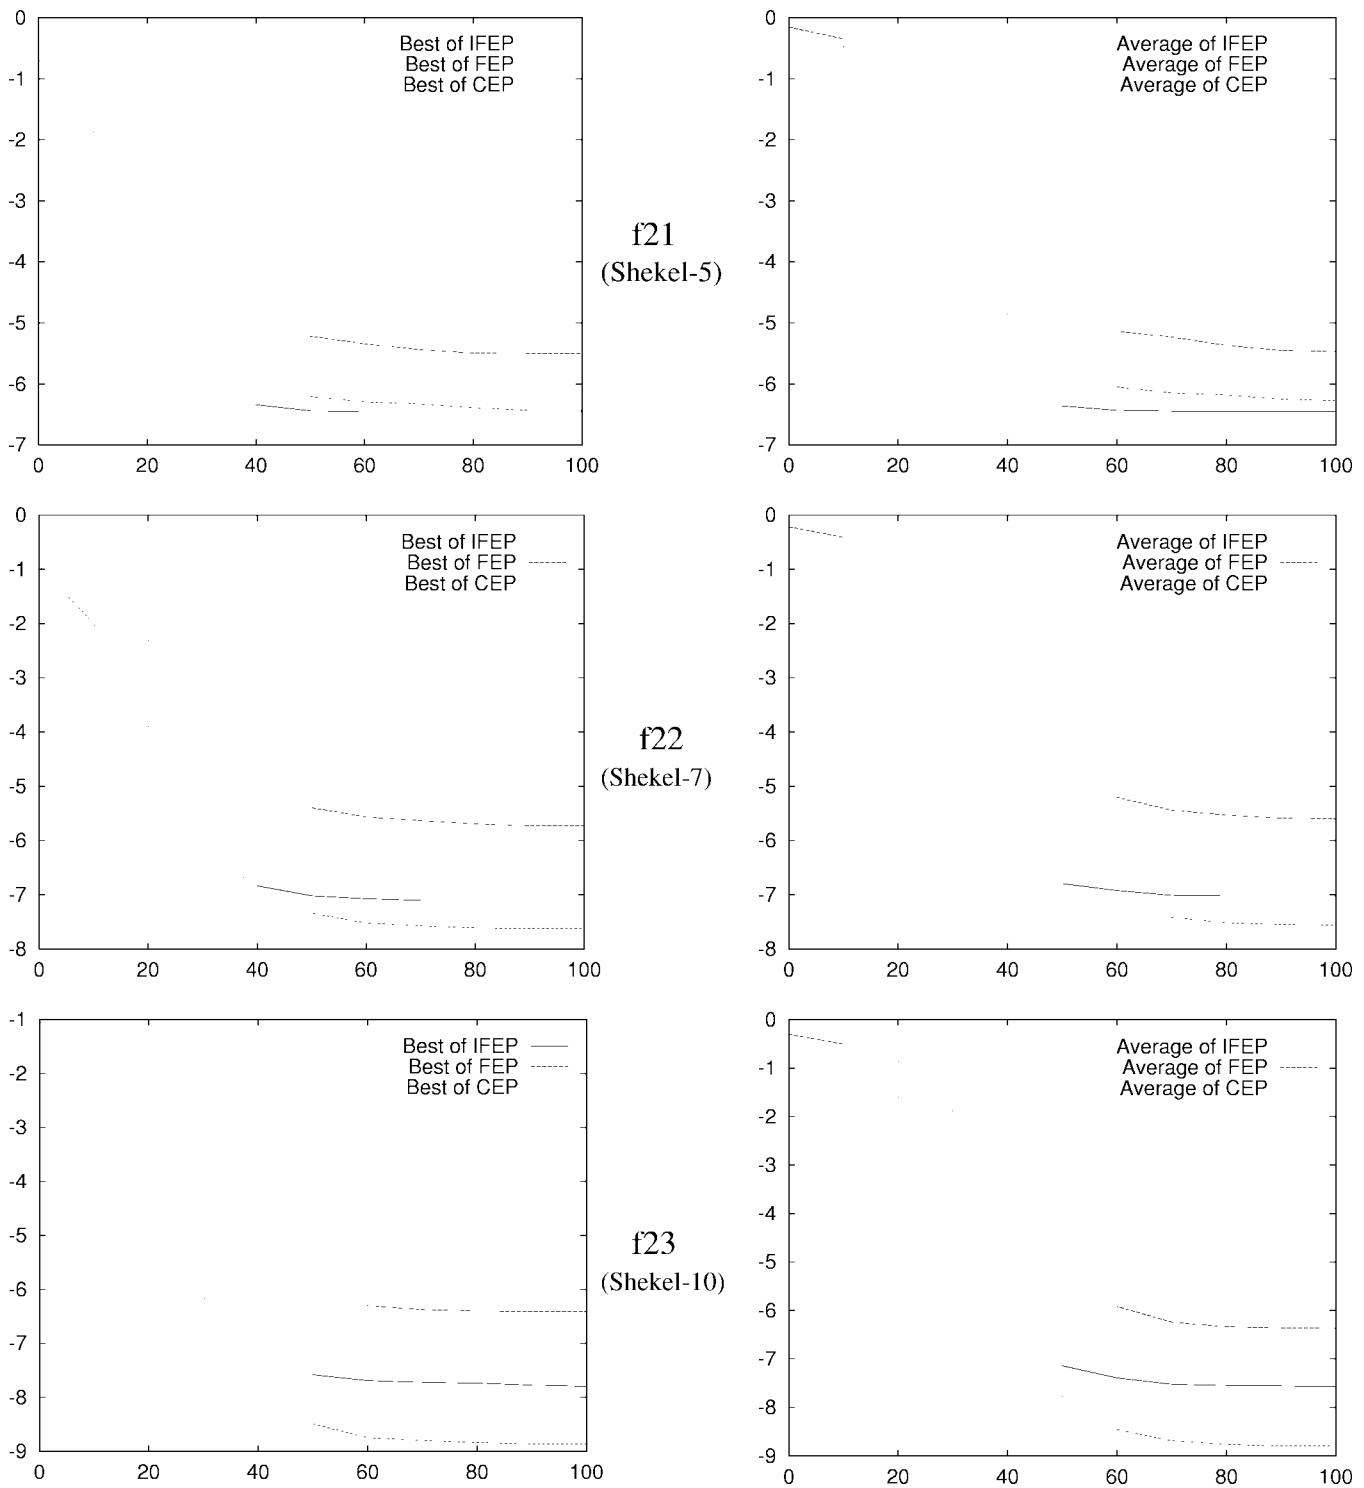 0
-1
-2
-3
-4
-5
-6
-7
0 20 40 60 80 100
Best of IFEP
Best of FEP
Best of CEP
f21
(Shekel-5)
0
-1
-2
-3
-4
-5
-6
-7
0 20 40 60 80 100
Average of IFEP
Average of FEP
Average of CEP
0
-1
-2
-3
-4
-5
-6
-7
-8
0 20 40 60 80 100
Best of IFEP
Best of FEP
Best of CEP
f22
(Shekel-7)
0
-1
-2
-3
-4
-5
-6
-7
-8
0 20 40 60 80 100
Average of IFEP
Average of FEP
Average of CEP
-1
-2
-3
-4
-5
-6
-7
-8
-9
0 20 40 60 80 100
Best of IFEP
Best of FEP
Best of CEP
f23
(Shekel-10)
0
-1
-2
-3
-4
-5
-6
-7
-8
-9
0 20 40 60 80 100
Average of IFEP
Average of FEP
Average of CEP